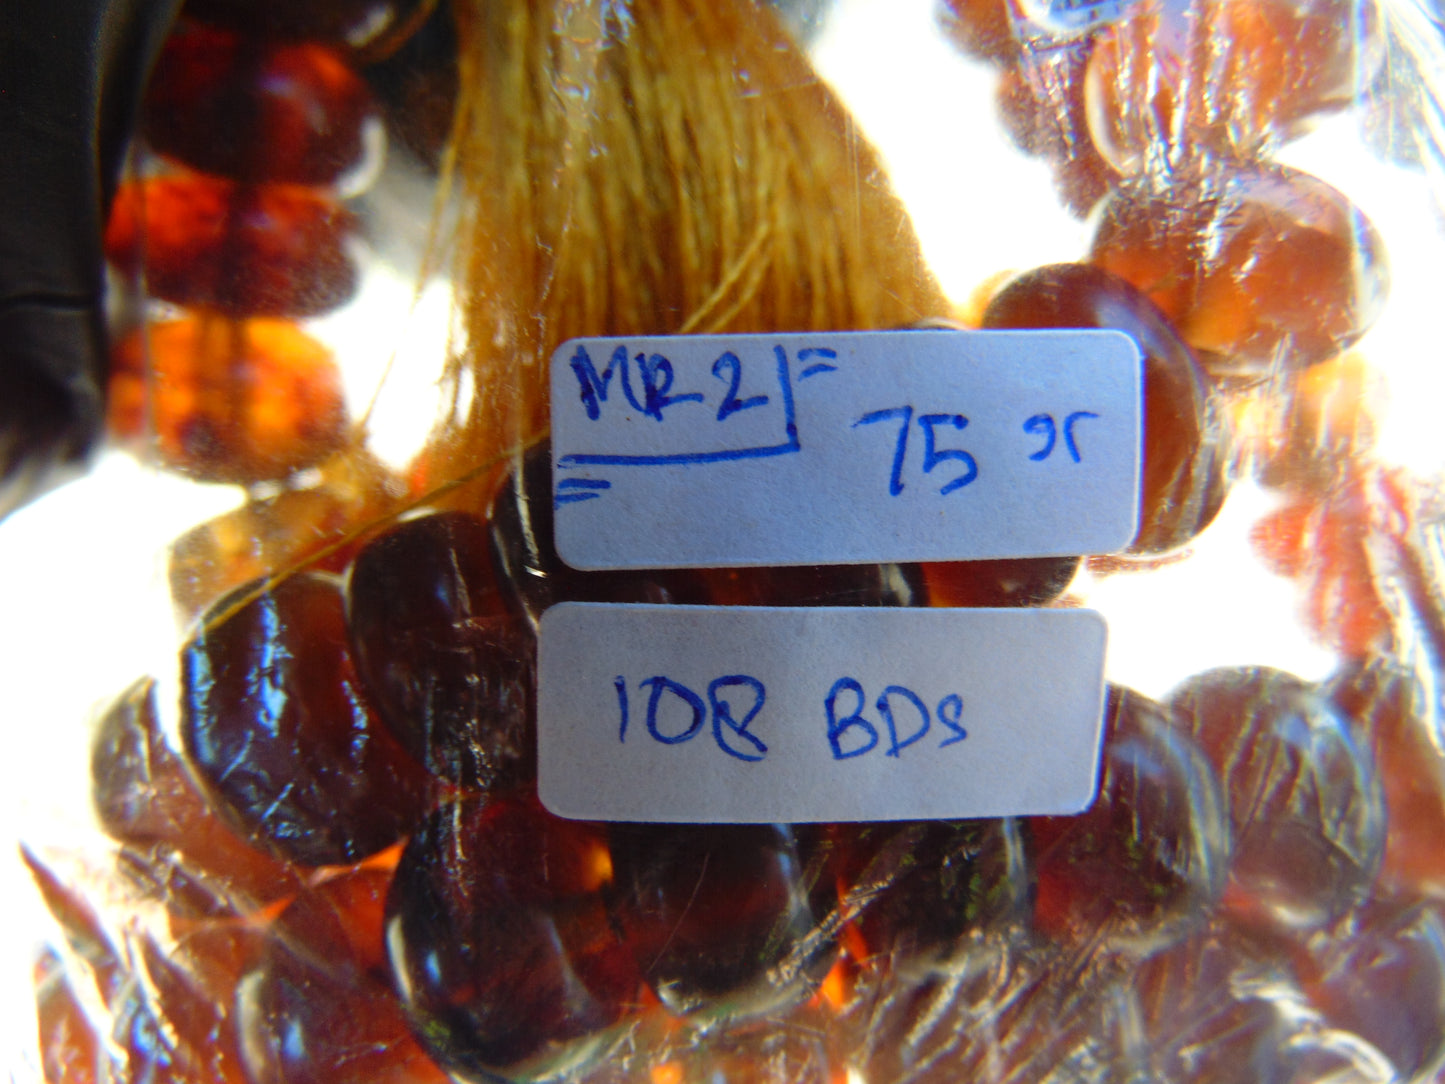 MR21=
75 gr
108 BDS